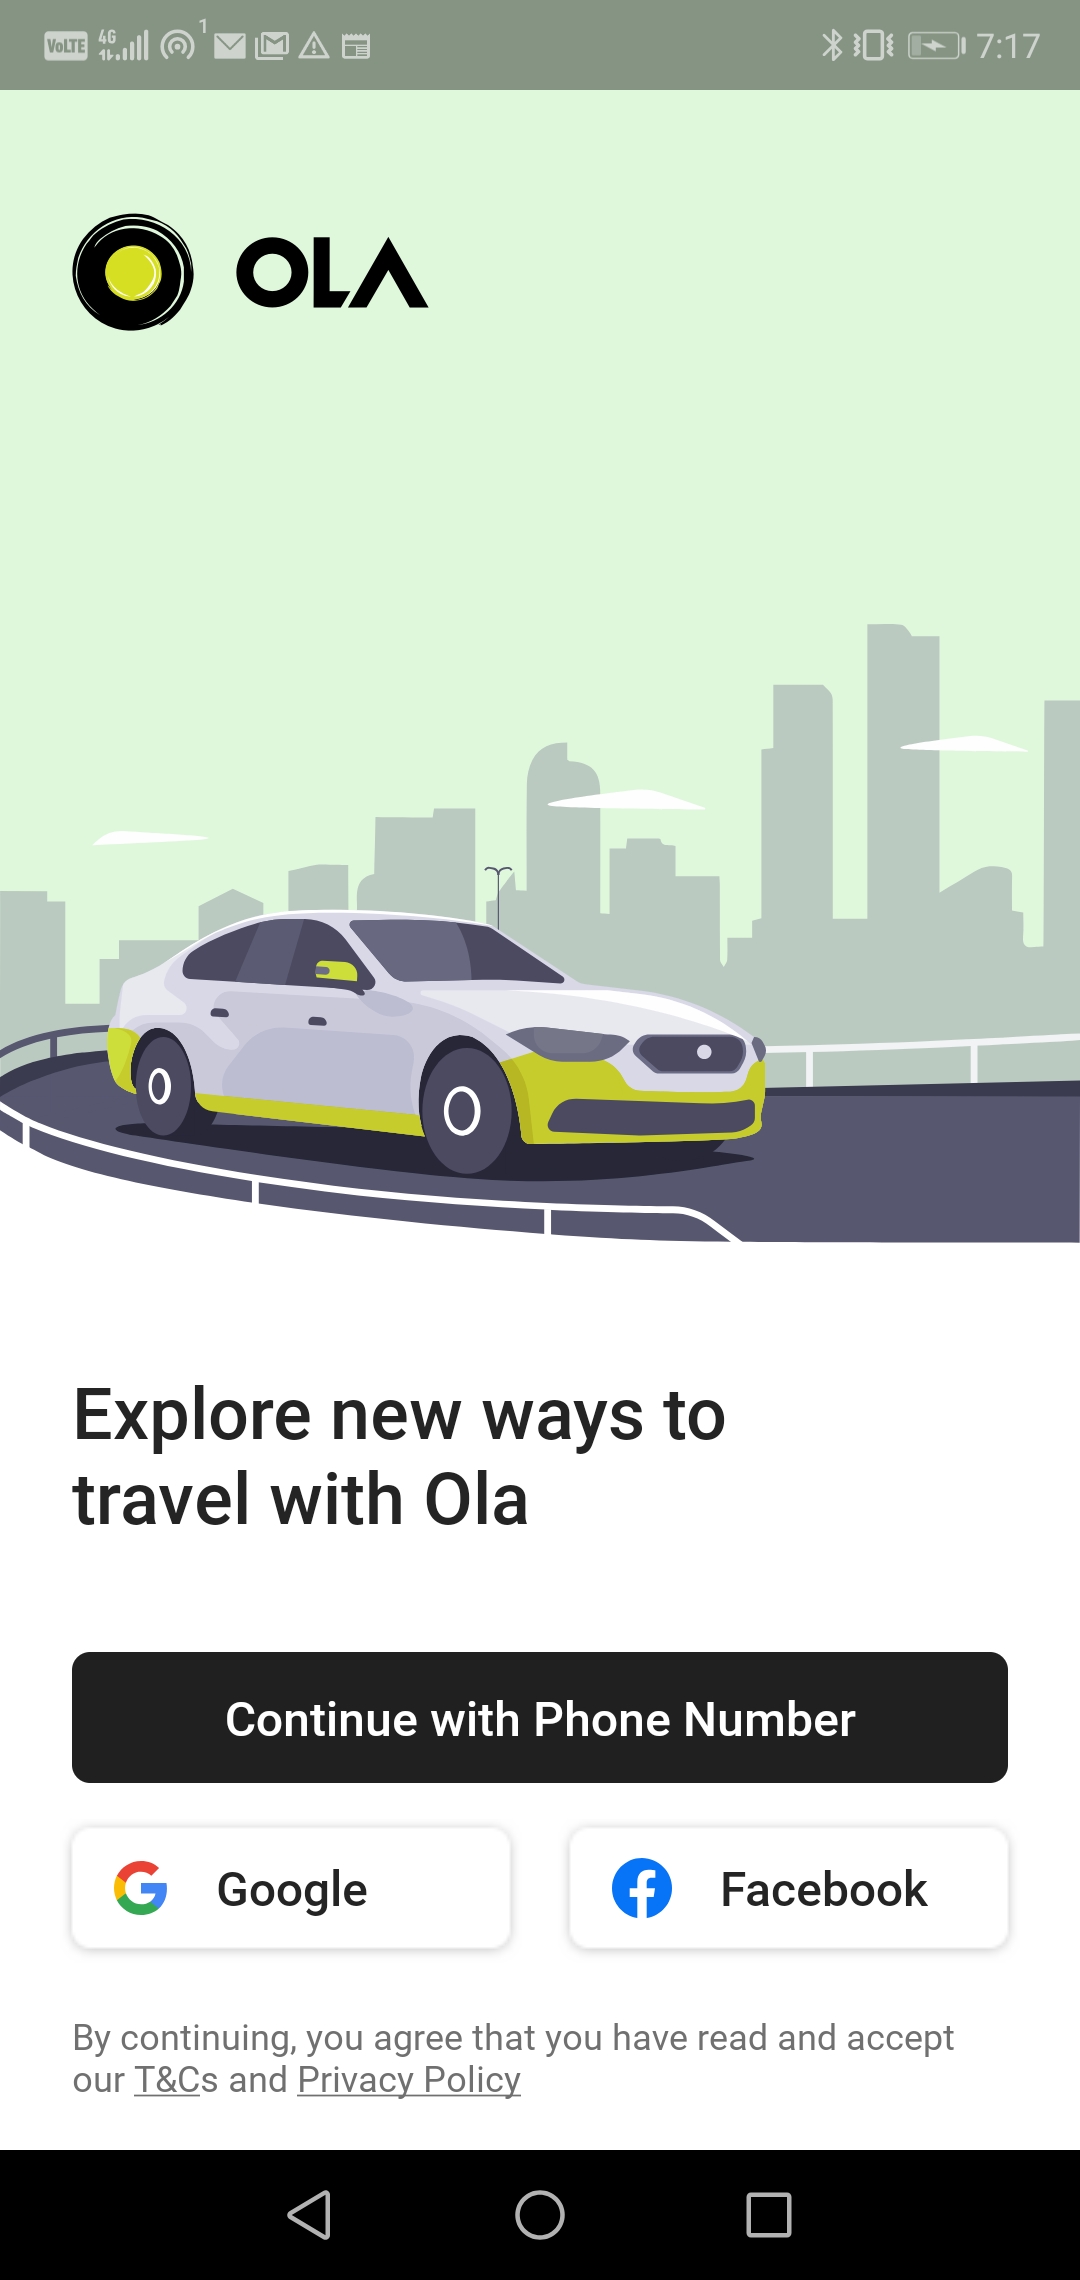 VoLTE 4G 1 7:17
OLA
Explore new ways to
travel with Ola
Continue with Phone Number
Google
Facebook
By continuing, you agree that you have read and accept
our T&Cs and Privacy Policy